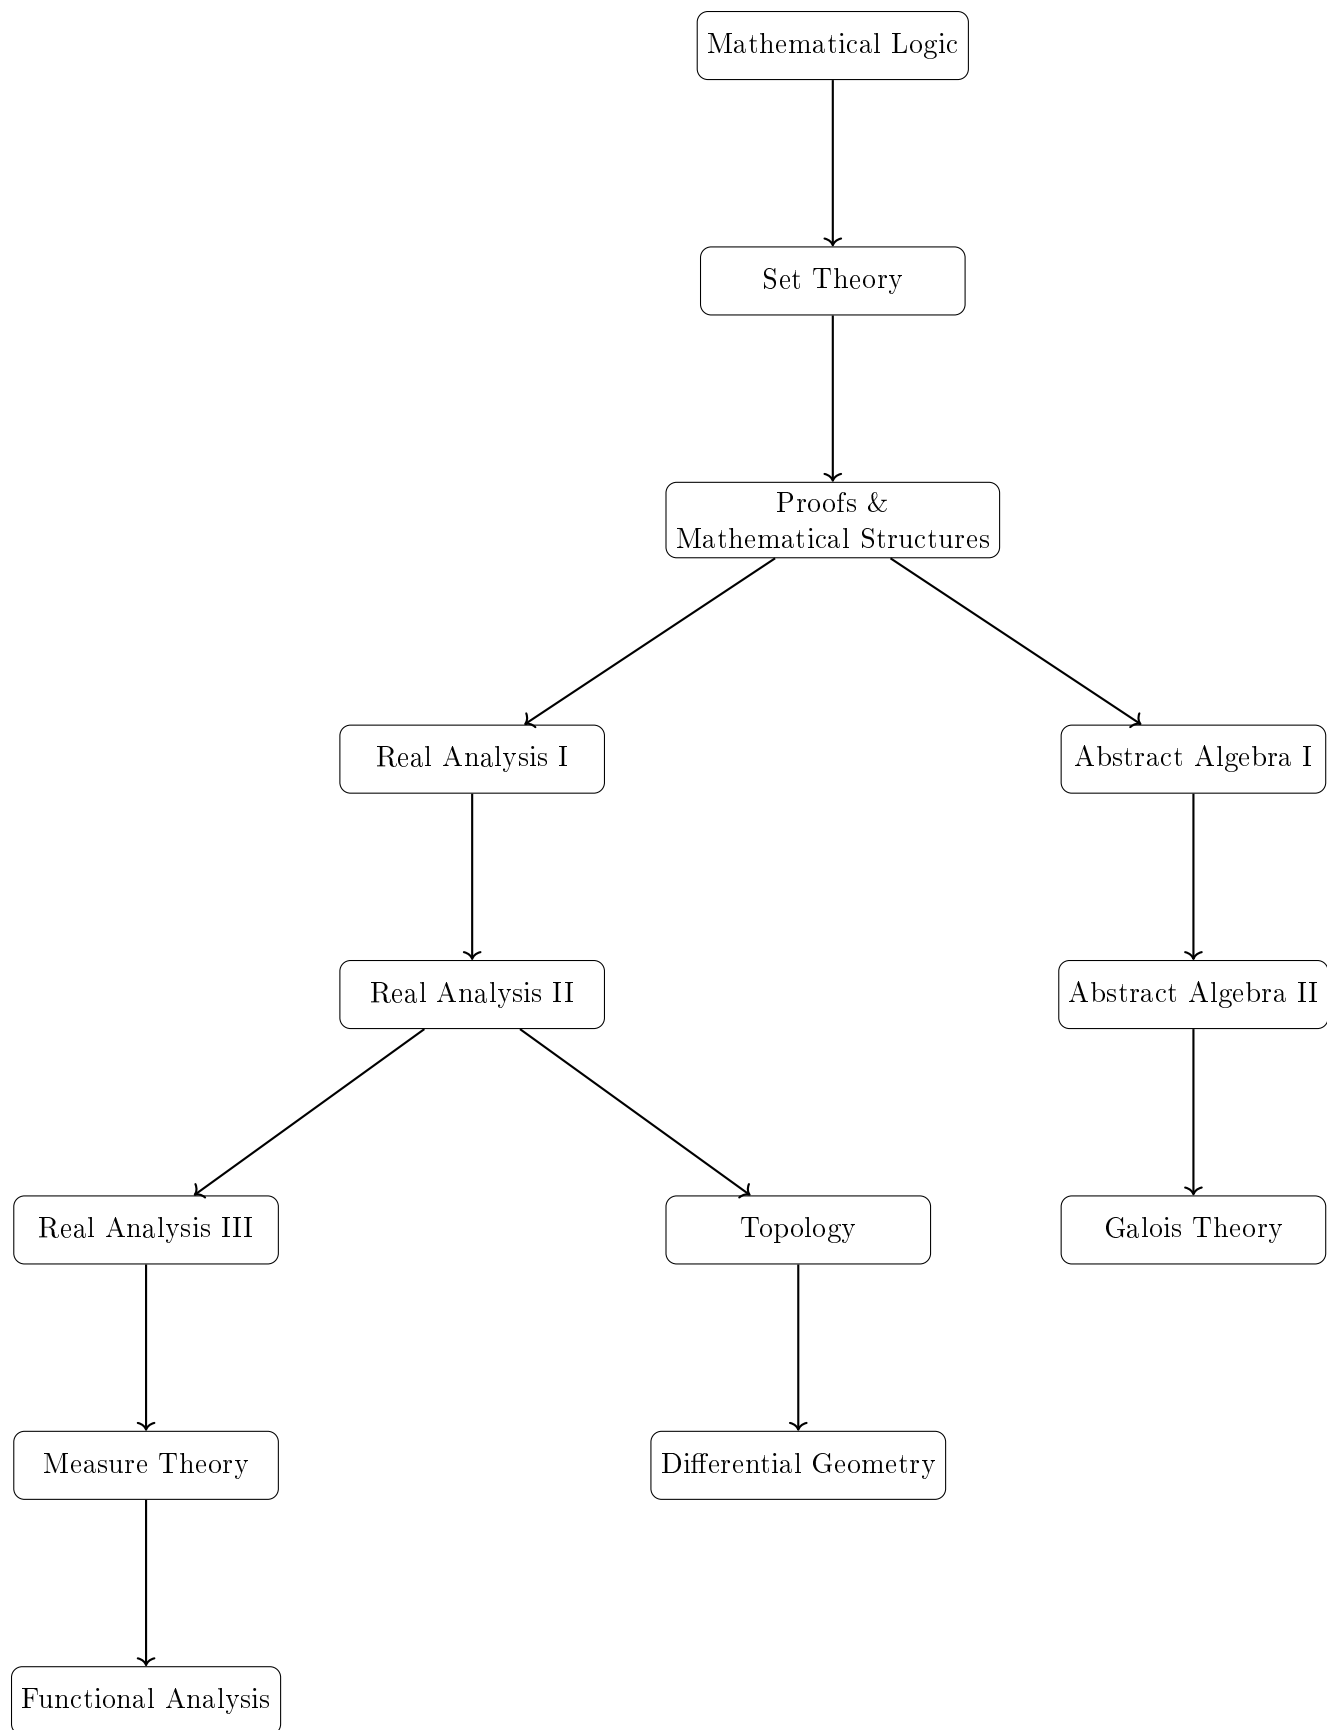 Mathematical Logic
Set Theory
Proofs &
Mathematical Structures
Real Analysis I
Abstract Algebra I
Real Analysis II
Abstract Algebra II
Real Analysis III
Topology
Galois Theory
Measure Theory
Differential Geometry
Functional Analysis